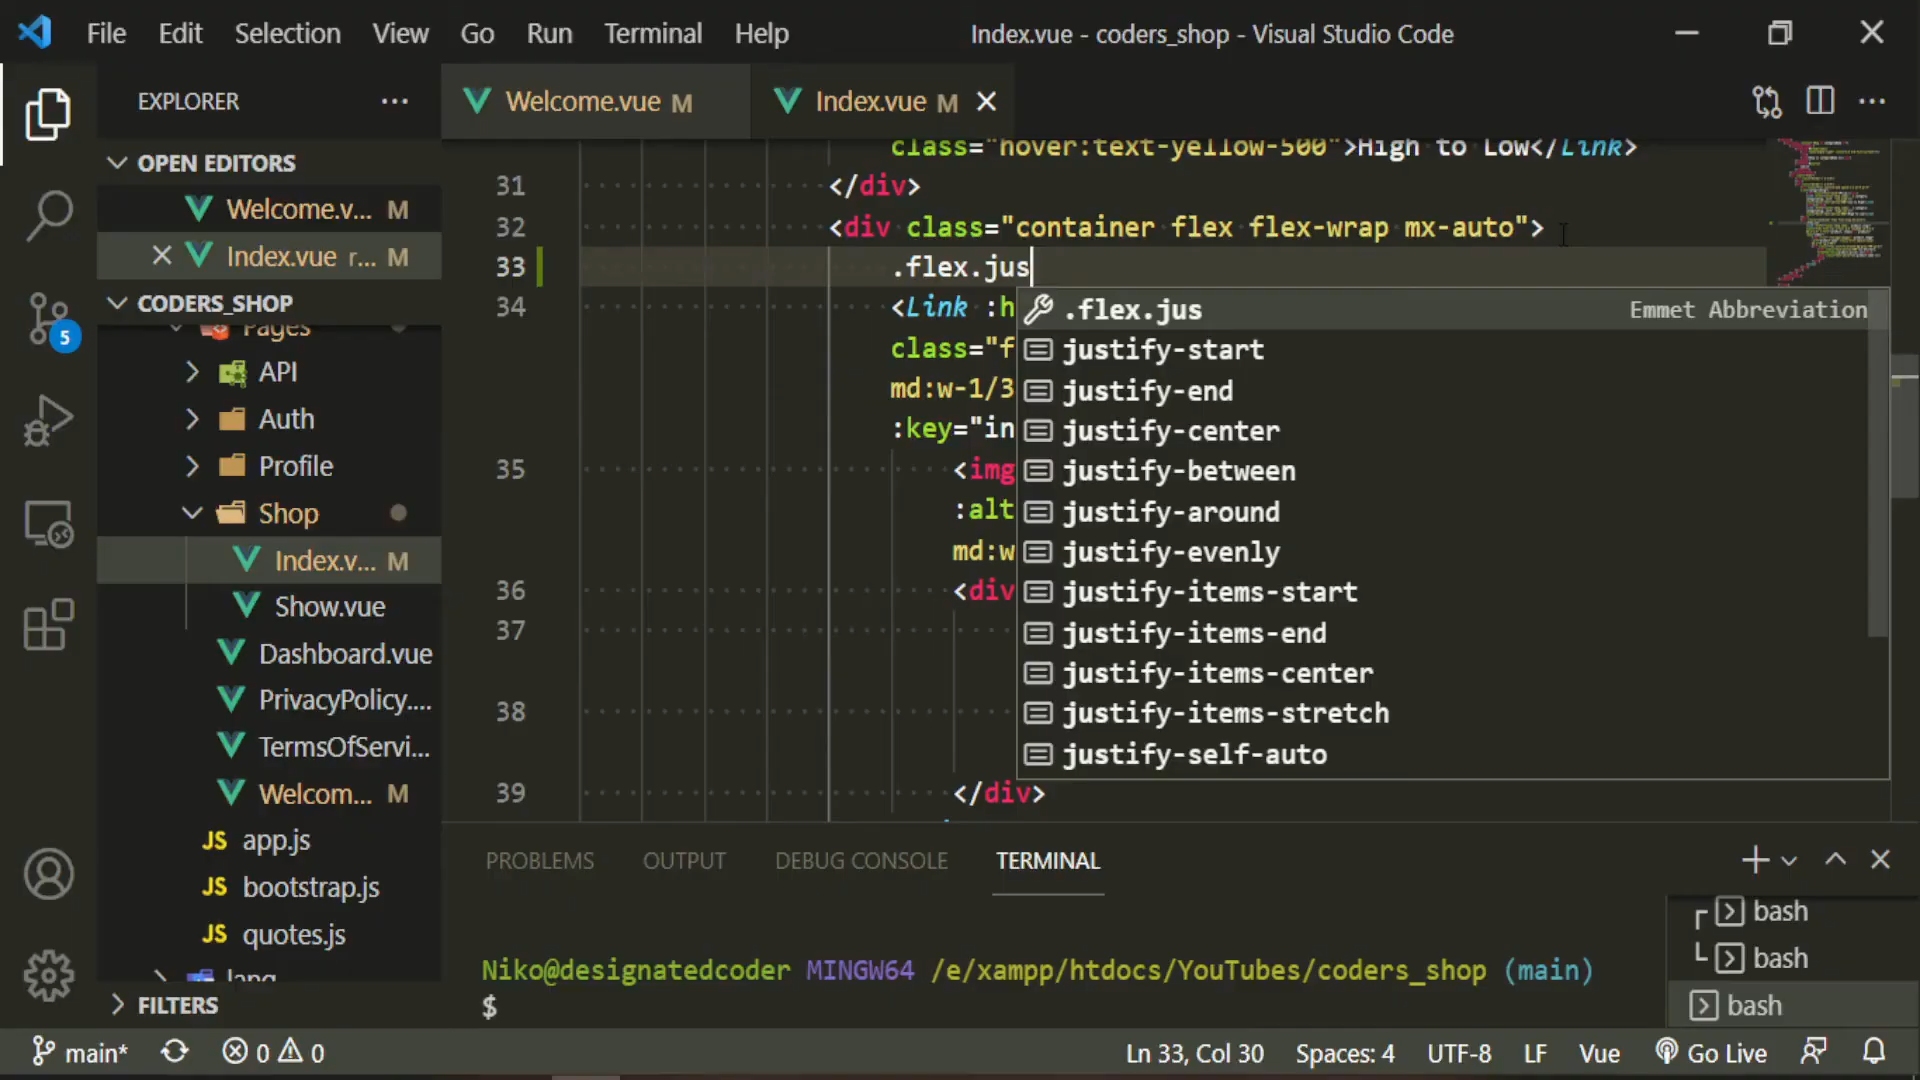 File Edit Selection View Go Run Terminal Help Index.vue - coders_shop - Visual Studio Code
EXPLORER ···
Welcome.vue M
Index.vue M
OPEN EDITORS
Welcome.v... M
Index.vue r... M
CODERS_SHOP
Pages
API
Auth
Profile
Shop
Index.v... M
Show.vue
Dashboard.vue
PrivacyPolicy....
TermsOfServi...
Welcom... M
JS app.js
JS bootstrap.js
JS quotes.js
lang
FILTERS
5
class="hover:text-yellow-500">High to Low</Link>
31 </div>
32 <div class="container flex flex-wrap mx-auto">
33 .flex.jus
34 <Link :h
class="f
md:w-1/3
:key="in
35 <img
:alt
md:w
36 <div
37
38
39 </div>
.flex.jus Emmet Abbreviation
justify-start
justify-end
justify-center
justify-between
justify-around
justify-evenly
justify-items-start
justify-items-end
justify-items-center
justify-items-stretch
justify-self-auto
PROBLEMS OUTPUT DEBUG CONSOLE TERMINAL
Niko@designatedcoder MINGW64 /e/xampp/htdocs/YouTubes/coders_shop (main)
$
bash
bash
bash
main* 0 0 Ln 33, Col 30 Spaces: 4 UTF-8 LF Vue Go Live